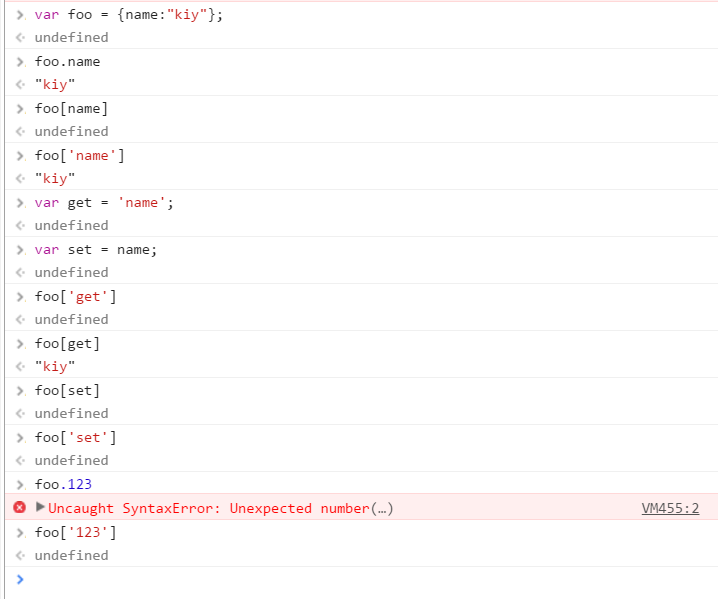 var foo = {name:"kiy"};
undefined
foo.name
"kiy"
foo[name]
undefined
foo['name']
"kiy"
var get = 'name';
undefined
var set = name;
undefined
foo['get']
undefined
foo[get]
"kiy"
foo[set]
undefined
foo['set']
undefined
foo.123
Uncaught SyntaxError: Unexpected number(…) VM455:2
foo['123']
undefined